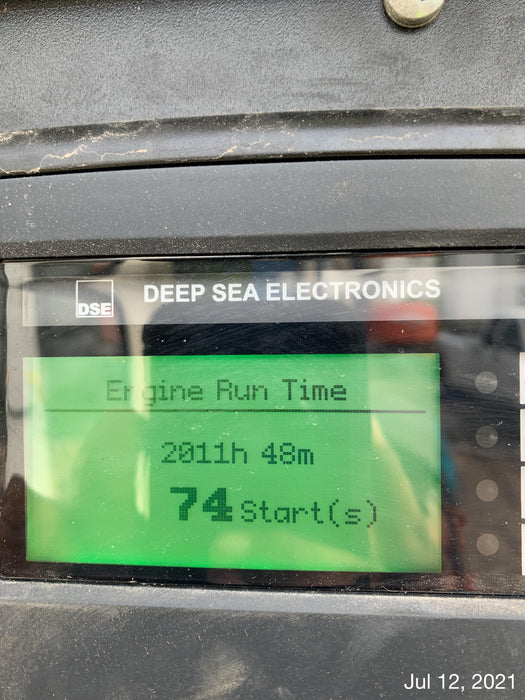 DSE
DEEP SEA ELECTRONICS
Engine Run Time
2011h 48m
74 Start(s)
Jul 12, 2021